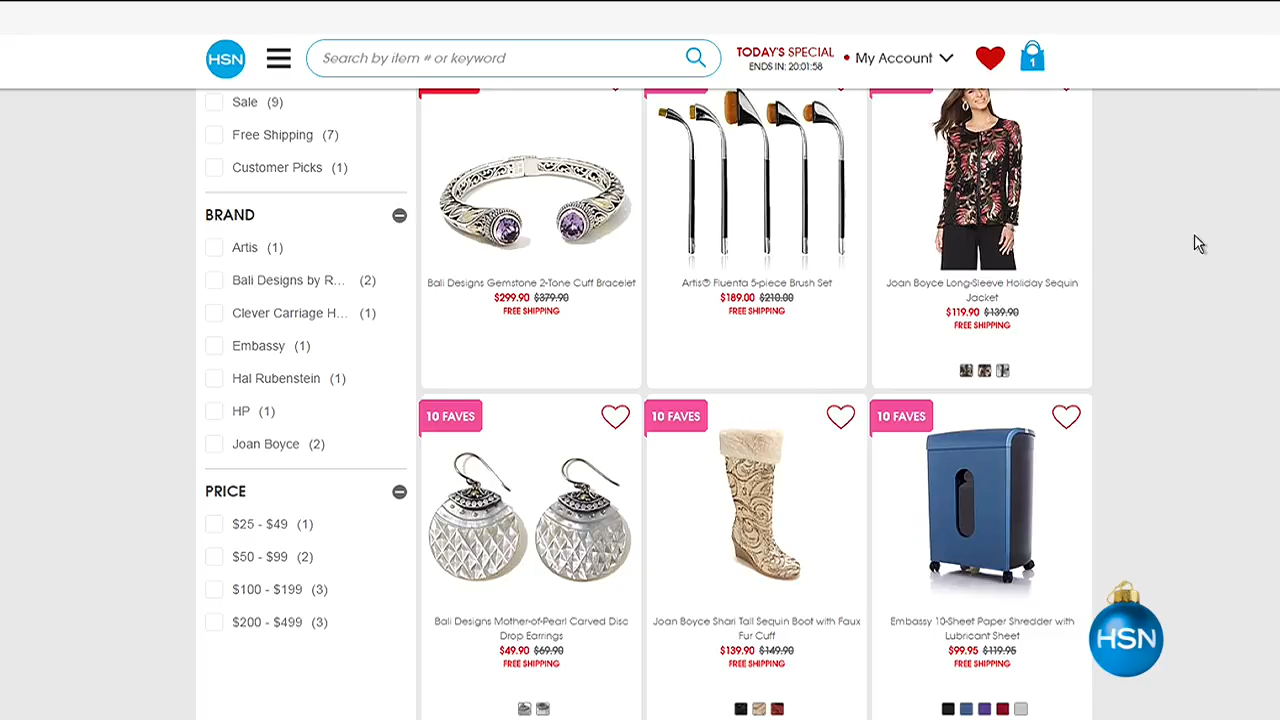 HSN
Search by item # or keyword
TODAY'S SPECIAL
ENDS IN: 20:01:58
My Account
1
Sale (9)
Free Shipping (7)
Customer Picks (1)
BRAND
Artis (1)
Bali Designs by R... (2)
Clever Carriage H... (1)
Embassy (1)
Hal Rubenstein (1)
HP (1)
Joan Boyce (2)
PRICE
$25 - $49 (1)
$50 - $99 (2)
$100 - $199 (3)
$200 - $499 (3)
Bali Designs Gemstone 2-Tone Cuff Bracelet
$299.90 $379.90
FREE SHIPPING
Artis® Fluenta 5-piece Brush Set
$189.00 $210.00
FREE SHIPPING
Joan Boyce Long-Sleeve Holiday Sequin
Jacket
$119.90 $139.90
FREE SHIPPING
10 FAVES
Bali Designs Mother-of-Pearl Carved Disc
Drop Earrings
$49.90 $69.90
FREE SHIPPING
10 FAVES
Joan Boyce Shari Tall Sequin Boot with Faux
Fur Cuff
$139.90 $149.90
FREE SHIPPING
10 FAVES
Embassy 10-Sheet Paper Shredder with
Lubricant Sheet
$99.95 $119.95
FREE SHIPPING
HSN